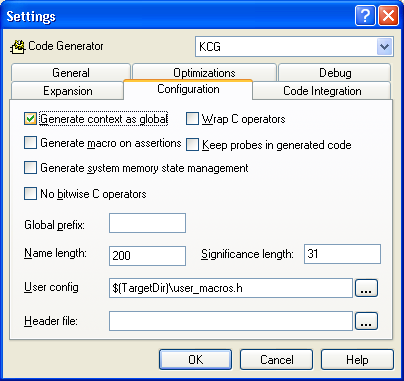 Settings
Code Generator KCG
General Optimizations Debug
Expansion Configuration Code Integration
Generate context as global Wrap C operators
Generate macro on assertions Keep probes in generated code
Generate system memory state management
No bitwise C operators
Global prefix:
Name length: 200 Significance length: 31
User config $(TargetDir)\user_macros.h ...
Header file: ...
OK Cancel Help